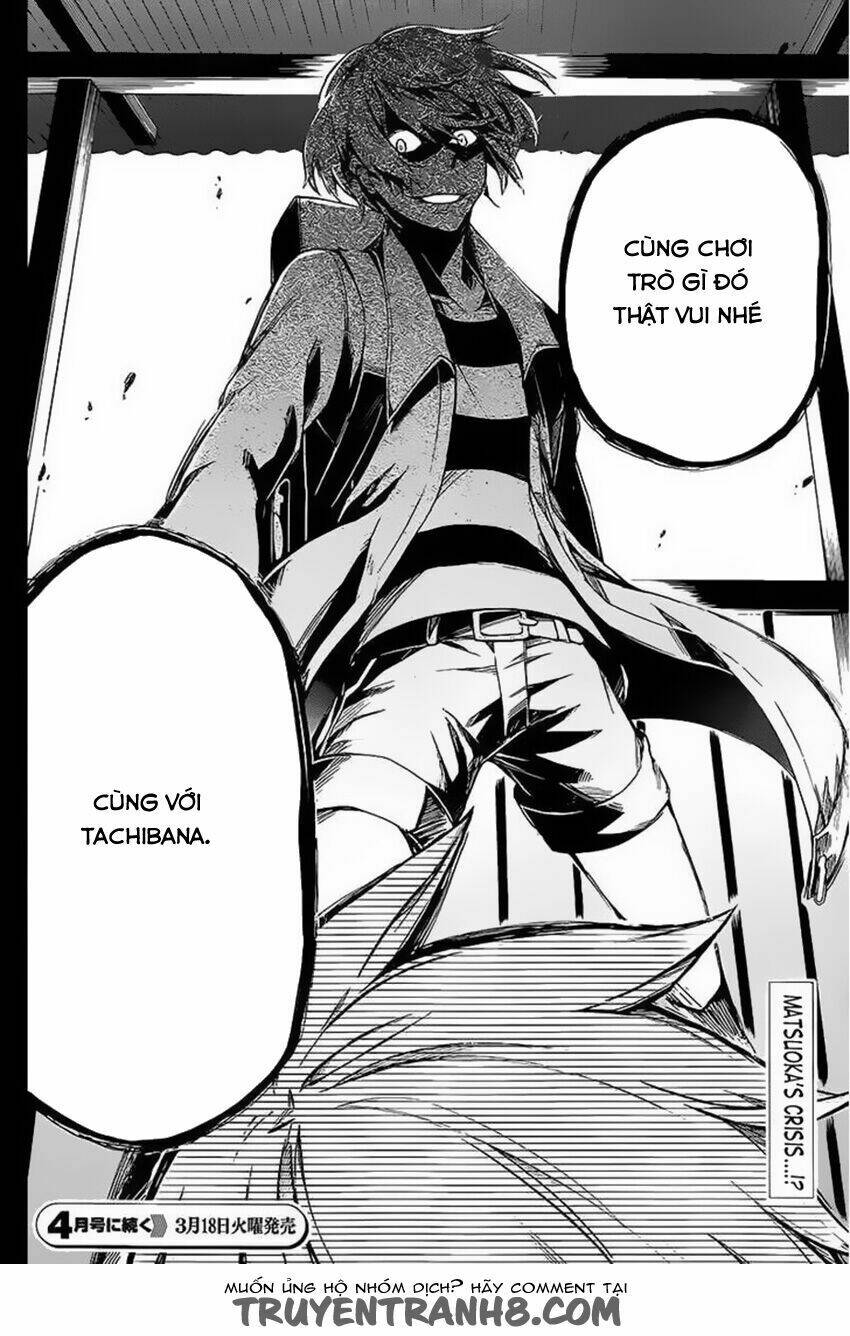 CÙNG CHƠI
TRÒ GÌ ĐÓ
THẬT VUI NHÉ
CÙNG VỚI
TACHIBANA.
MATSUOKA'S CRISIS.....!?
4月号に続く 3月18日火曜発売
MUỐN ỦNG HỘ NHÓM DỊCH? HÃY COMMENT TẠI
TRUYENTRANH8.COM